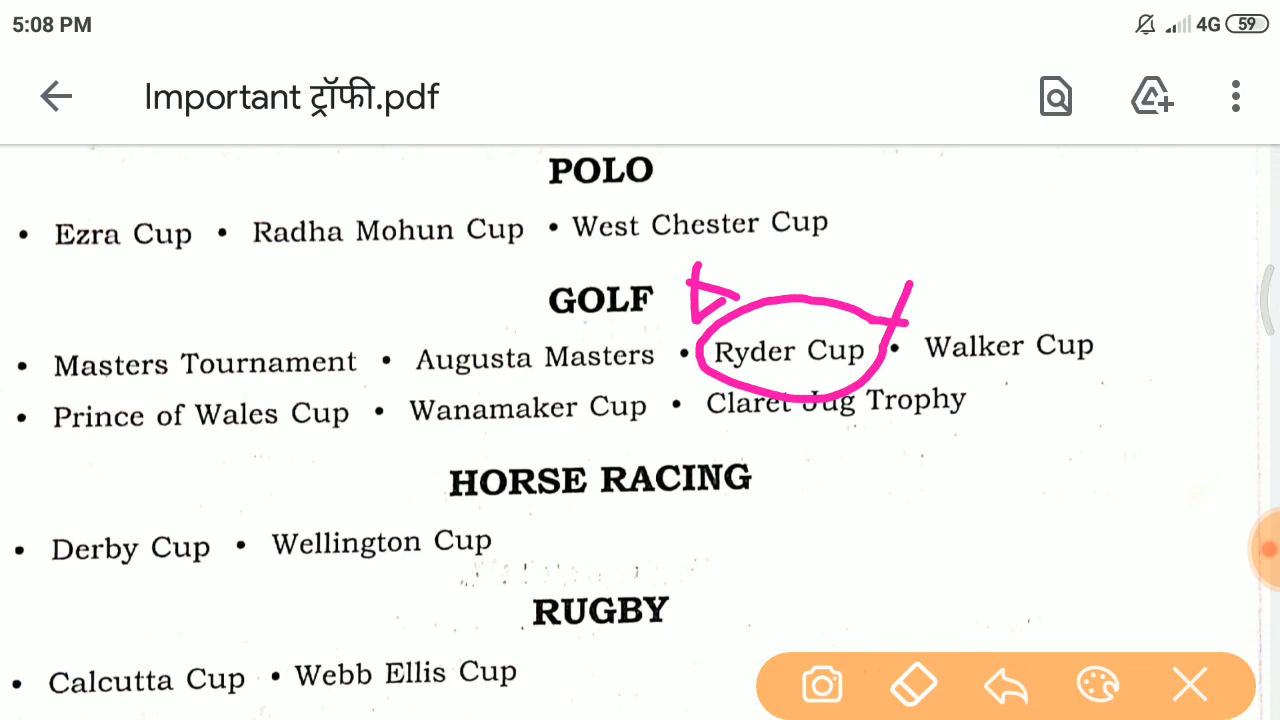 5:08 PM 4G 59
Important ट्रॉफी.pdf
POLO
• Ezra Cup • Radha Mohun Cup • West Chester Cup
GOLF
• Masters Tournament • Augusta Masters • Ryder Cup • Walker Cup
• Prince of Wales Cup • Wanamaker Cup • Claret Jug Trophy
HORSE RACING
• Derby Cup • Wellington Cup
RUGBY
• Calcutta Cup • Webb Ellis Cup